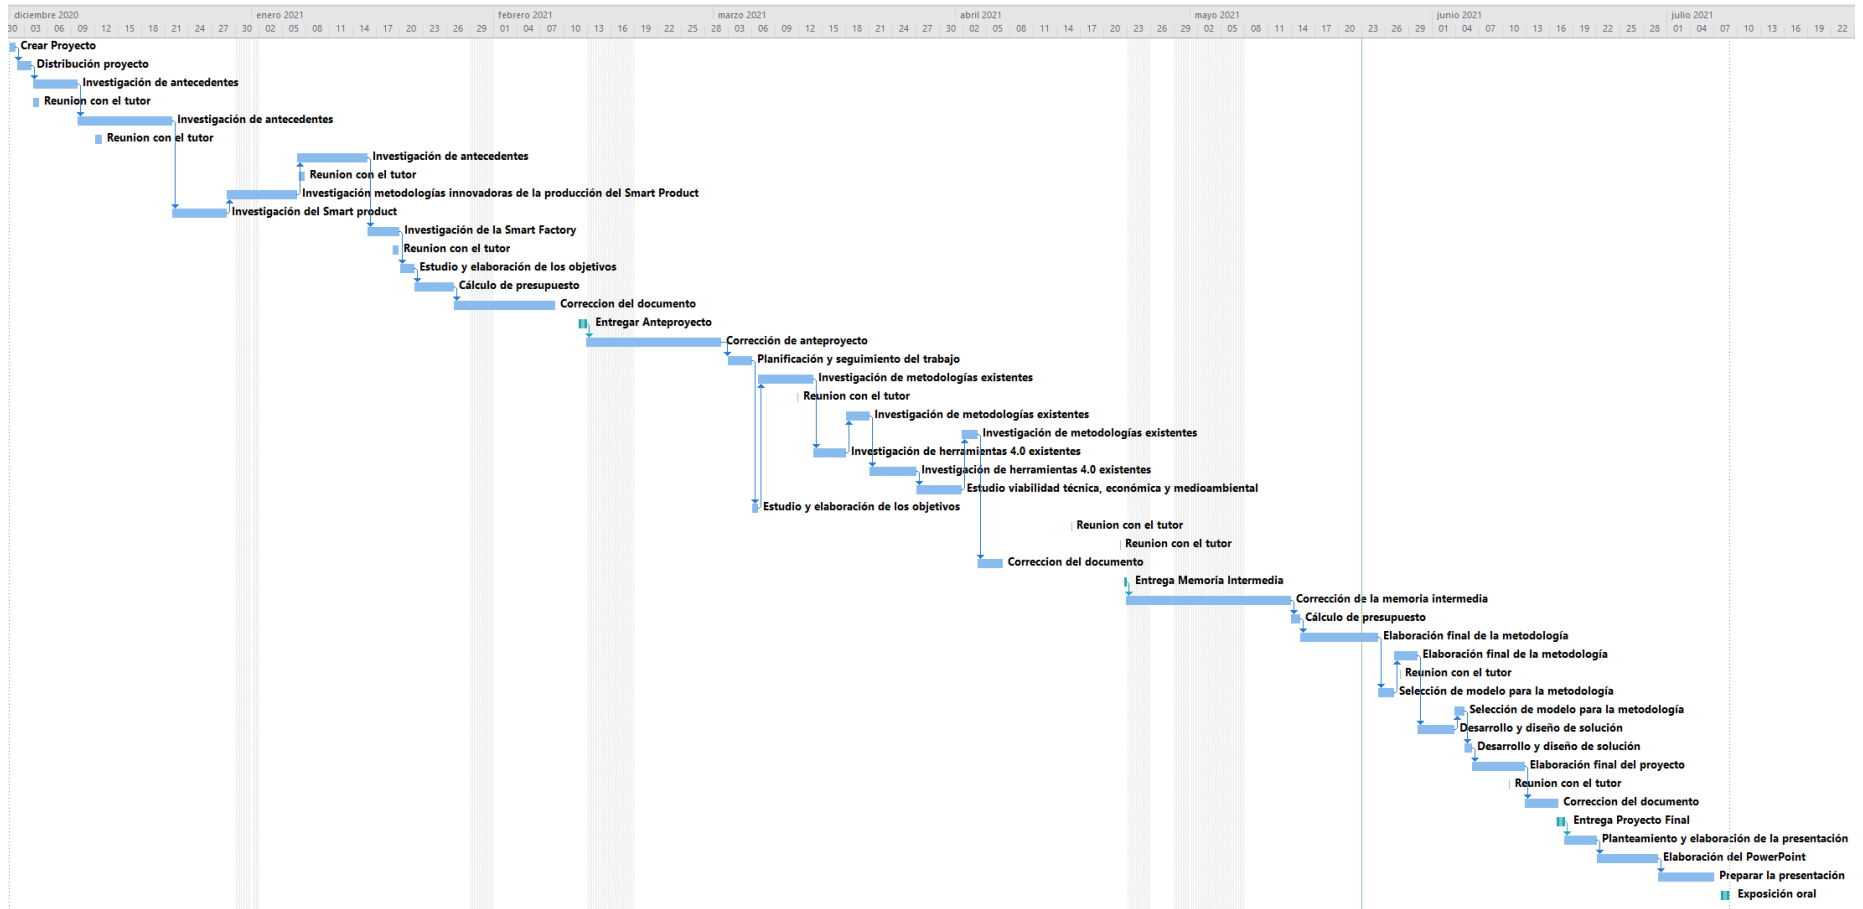 diciembre 2020 enero 2021 febrero 2021 marzo 2021 abril 2021 mayo 2021 junio 2021 julio 2021
30 03 06 09 12 15 18 21 24 27 30 02 05 08 11 14 17 20 23 26 29 01 04 07 10 13 16 19 22 25 28 03 06 09 12 15 18 21 24 27 30 02 05 08 11 14 17 20 23 26 29 02 05 08 11 14 17 20 23 26 29 01 04 07 10 13 16 19 22 25 28 01 04 07 10 13 16 19 22
Crear Proyecto
Distribución proyecto
Investigación de antecedentes
Reunion con el tutor
Investigación de antecedentes
Reunion con el tutor
Investigación de antecedentes
Reunion con el tutor
Investigación metodologías innovadoras de la producción del Smart Product
Investigación del Smart product
Investigación de la Smart Factory
Reunion con el tutor
Estudio y elaboración de los objetivos
Cálculo de presupuesto
Correccion del documento
Entregar Anteproyecto
Corrección de anteproyecto
Planificación y seguimiento del trabajo
Investigación de metodologías existentes
Reunion con el tutor
Investigación de metodologías existentes
Investigación de metodologías existentes
Investigación de herramientas 4.0 existentes
Investigación de herramientas 4.0 existentes
Estudio viabilidad técnica, económica y medioambiental
Estudio y elaboración de los objetivos
Reunion con el tutor
Reunion con el tutor
Correccion del documento
Entrega Memoria Intermedia
Corrección de la memoria intermedia
Cálculo de presupuesto
Elaboración final de la metodología
Elaboración final de la metodología
Reunion con el tutor
Selección de modelo para la metodología
Selección de modelo para la metodología
Desarrollo y diseño de solución
Desarrollo y diseño de solución
Elaboración final del proyecto
Reunion con el tutor
Correccion del documento
Entrega Proyecto Final
Planteamiento y elaboración de la presentación
Elaboración del PowerPoint
Preparar la presentación
Exposición oral